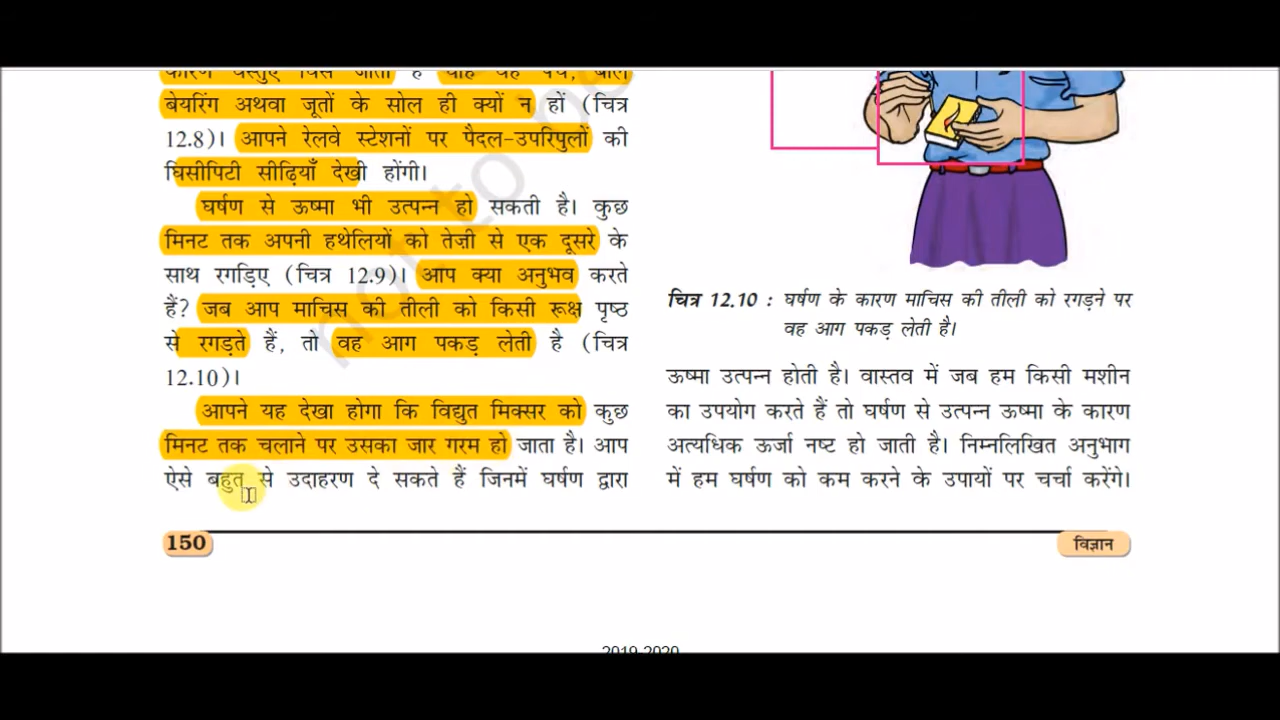 कारण वस्तुएँ घिस जाती हैं चाहे वह पेंच, बॉल
बेयरिंग अथवा जूतों के सोल ही क्यों न हों (चित्र
12.8)। आपने रेलवे स्टेशनों पर पैदल-उपरिपुलों की
घिसीपिटी सीढ़ियाँ देखी होंगी।
घर्षण से ऊष्मा भी उत्पन्न हो सकती है। कुछ
मिनट तक अपनी हथेलियों को तेज़ी से एक दूसरे के
साथ रगड़िए (चित्र 12.9)। आप क्या अनुभव करते
हैं? जब आप माचिस की तीली को किसी रूक्ष पृष्ठ
से रगड़ते हैं, तो वह आग पकड़ लेती है (चित्र
12.10)।
आपने यह देखा होगा कि विद्युत मिक्सर को कुछ
मिनट तक चलाने पर उसका जार गरम हो जाता है। आप
ऐसे बहुत से उदाहरण दे सकते हैं जिनमें घर्षण द्वारा
चित्र 12.10 : घर्षण के कारण माचिस की तीली को रगड़ने पर
वह आग पकड़ लेती है।
ऊष्मा उत्पन्न होती है। वास्तव में जब हम किसी मशीन
का उपयोग करते हैं तो घर्षण से उत्पन्न ऊष्मा के कारण
अत्यधिक ऊर्जा नष्ट हो जाती है। निम्नलिखित अनुभाग
में हम घर्षण को कम करने के उपायों पर चर्चा करेंगे।
150
विज्ञान
2019-2020